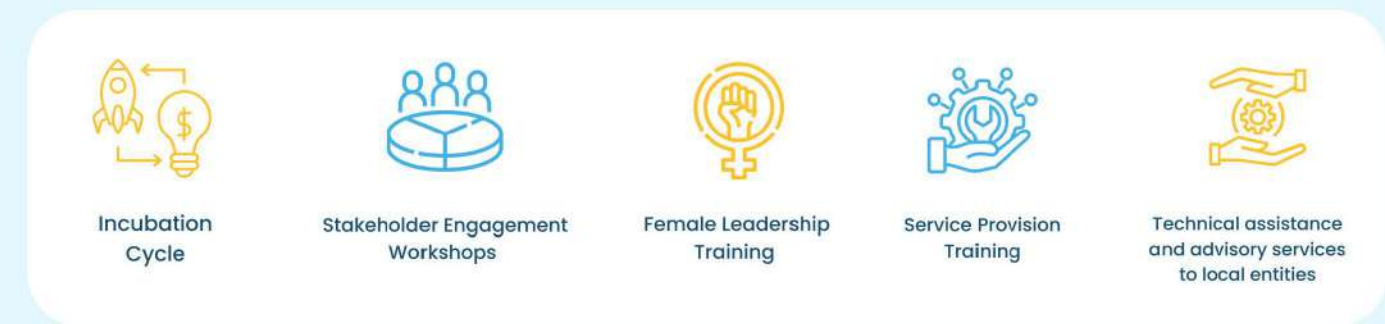 $
Incubation
Cycle
Stakeholder Engagement
Workshops
Female Leadership
Training
Service Provision
Training
Technical assistance
and advisory services
to local entities